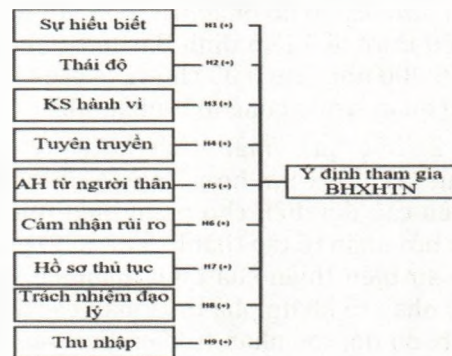 Sự hiểu biết H1 (+)
Thái độ H2 (+)
KS hành vi H3 (+)
Tuyên truyền H4 (+)
AH từ người thân H5 (+)
Ý định tham gia
BHXHTN
Cảm nhận rủi ro H6 (+)
Hồ sơ thủ tục
Trách nhiệm đạo
lý H8 (+)
Thu nhập H9 (+)